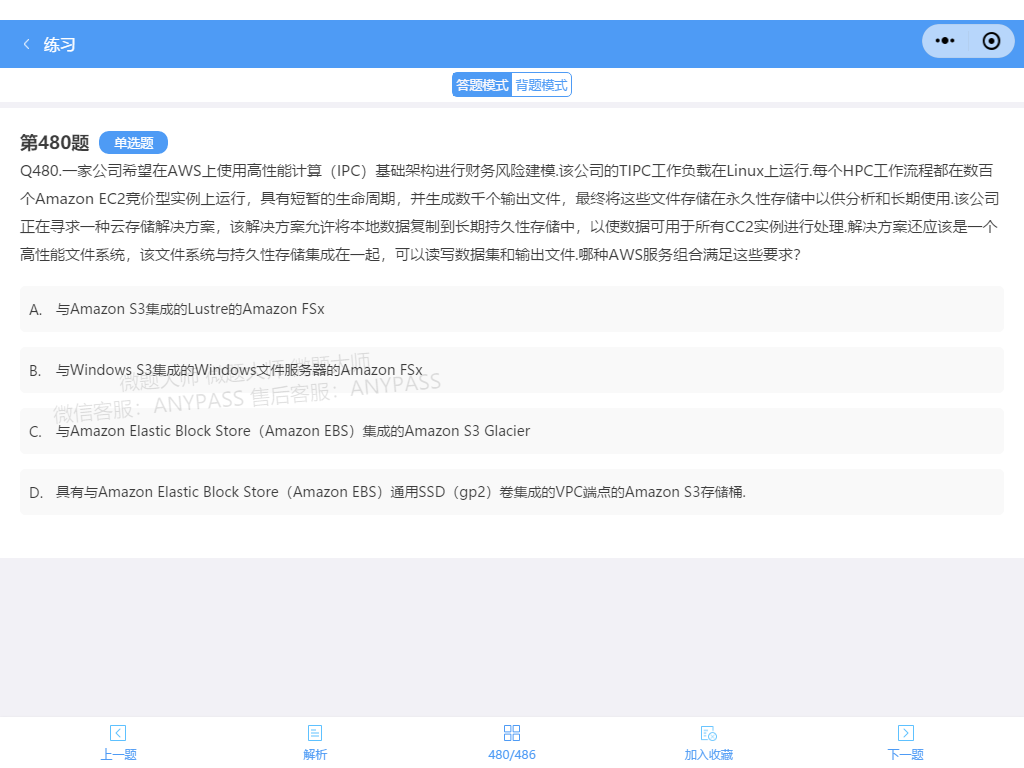 练习
答题模式 背题模式
第480题 单选题
Q480.一家公司希望在AWS上使用高性能计算（IPC）基础架构进行财务风险建模.该公司的TIPC工作负载在Linux上运行.每个HPC工作流程都在数百
个Amazon EC2竞价型实例上运行，具有短暂的生命周期，并生成数千个输出文件，最终将这些文件存储在永久性存储中以供分析和长期使用.该公司
正在寻求一种云存储解决方案，该解决方案允许将本地数据复制到长期持久性存储中，以使数据可用于所有CC2实例进行处理.解决方案还应该是一个
高性能文件系统，该文件系统与持久性存储集成在一起，可以读写数据集和输出文件.哪种AWS服务组合满足这些要求？
A. 与Amazon S3集成的Lustre的Amazon FSx
B. 与Windows S3集成的Windows文件服务器的Amazon FSx
微题大师 微题大师 微题大师
微信客服：ANYPASS 售后客服：ANYPASS
C. 与Amazon Elastic Block Store（Amazon EBS）集成的Amazon S3 Glacier
D. 具有与Amazon Elastic Block Store（Amazon EBS）通用SSD（gp2）卷集成的VPC端点的Amazon S3存储桶.
上一题 解析 480/486 加入收藏 下一题